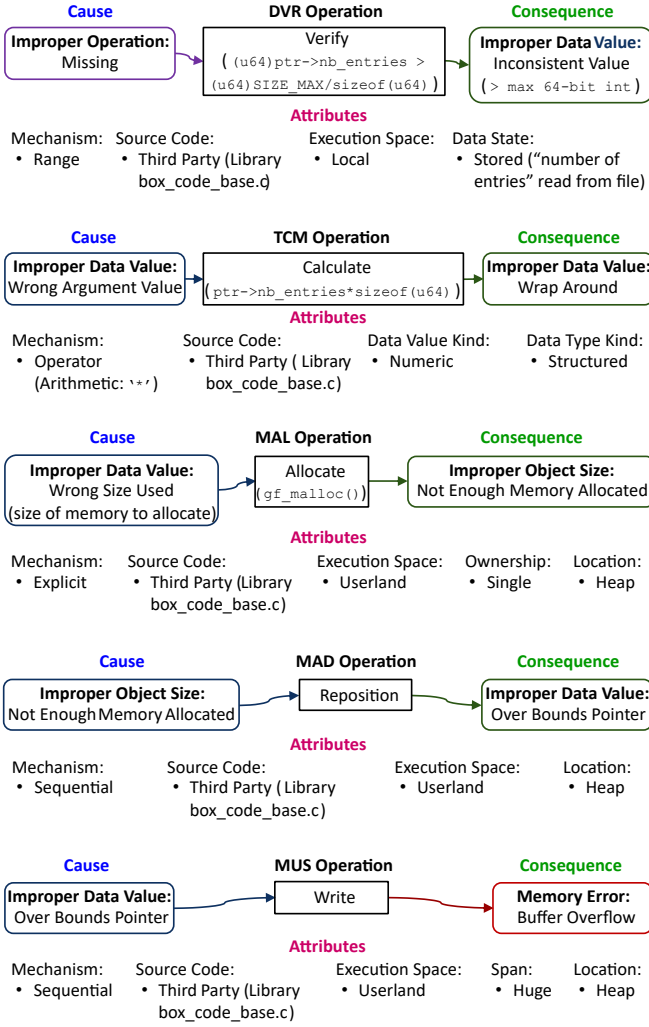 Cause DVR Operation Consequence
Improper Operation: Missing
Verify
( (u64)ptr->nb_entries >
(u64)SIZE_MAX/sizeof(u64) )
Improper Data Value:
Inconsistent Value
(> max 64-bit int)
Attributes
Mechanism: Source Code: Execution Space: Data State:
• Range • Third Party (Library • Local • Stored ("number of
box_code_base.c) entries" read from file)
Cause TCM Operation Consequence
Improper Data Value:
Wrong Argument Value
Calculate
(ptr->nb_entries*sizeof(u64))
Improper Data Value:
Wrap Around
Attributes
Mechanism: Source Code: Data Value Kind: Data Type Kind:
• Operator • Third Party ( Library • Numeric • Structured
(Arithmetic: '*') box_code_base.c)
Cause MAL Operation Consequence
Improper Data Value:
Wrong Size Used
(size of memory to allocate)
Allocate
(gf_malloc())
Improper Object Size:
Not Enough Memory Allocated
Attributes
Mechanism: Source Code: Execution Space: Ownership: Location:
• Explicit • Third Party (Library • Userland • Single • Heap
box_code_base.c)
Cause MAD Operation Consequence
Improper Object Size:
Not Enough Memory Allocated
Reposition
Improper Data Value:
Over Bounds Pointer
Attributes
Mechanism: Source Code: Execution Space: Location:
• Sequential • Third Party ( Library • Userland • Heap
box_code_base.c)
Cause MUS Operation Consequence
Improper Data Value:
Over Bounds Pointer
Write
Memory Error:
Buffer Overflow
Attributes
Mechanism: Source Code: Execution Space: Span: Location:
• Sequential • Third Party (Library • Userland • Huge • Heap
box_code_base.c)